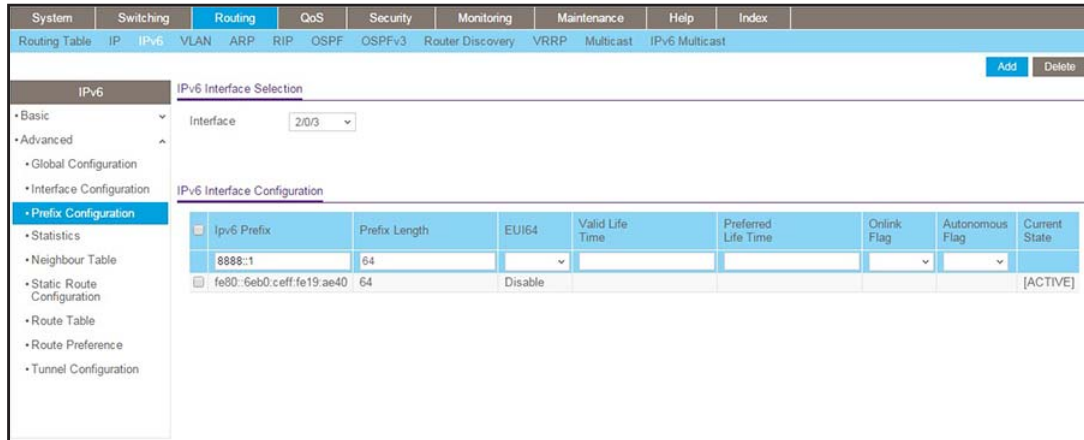 System Switching Routing QoS Security Monitoring Maintenance Help Index
Routing Table IP IPv6 VLAN ARP RIP OSPF OSPFv3 Router Discovery VRRP Multicast IPv6 Multicast
Add Delete
IPv6
•Basic
•Advanced
•Global Configuration
•Interface Configuration
•Prefix Configuration
•Statistics
•Neighbour Table
•Static Route
Configuration
•Route Table
•Route Preference
•Tunnel Configuration
IPv6 Interface Selection
Interface 2/0/3
IPv6 Interface Configuration
Ipv6 Prefix Prefix Length EUI64 Valid Life Time Preferred Life Time Onlink Flag Autonomous Flag Current State
8888::1 64
fe80::6eb0:ceff:fe19:ae40 64 Disable [ACTIVE]